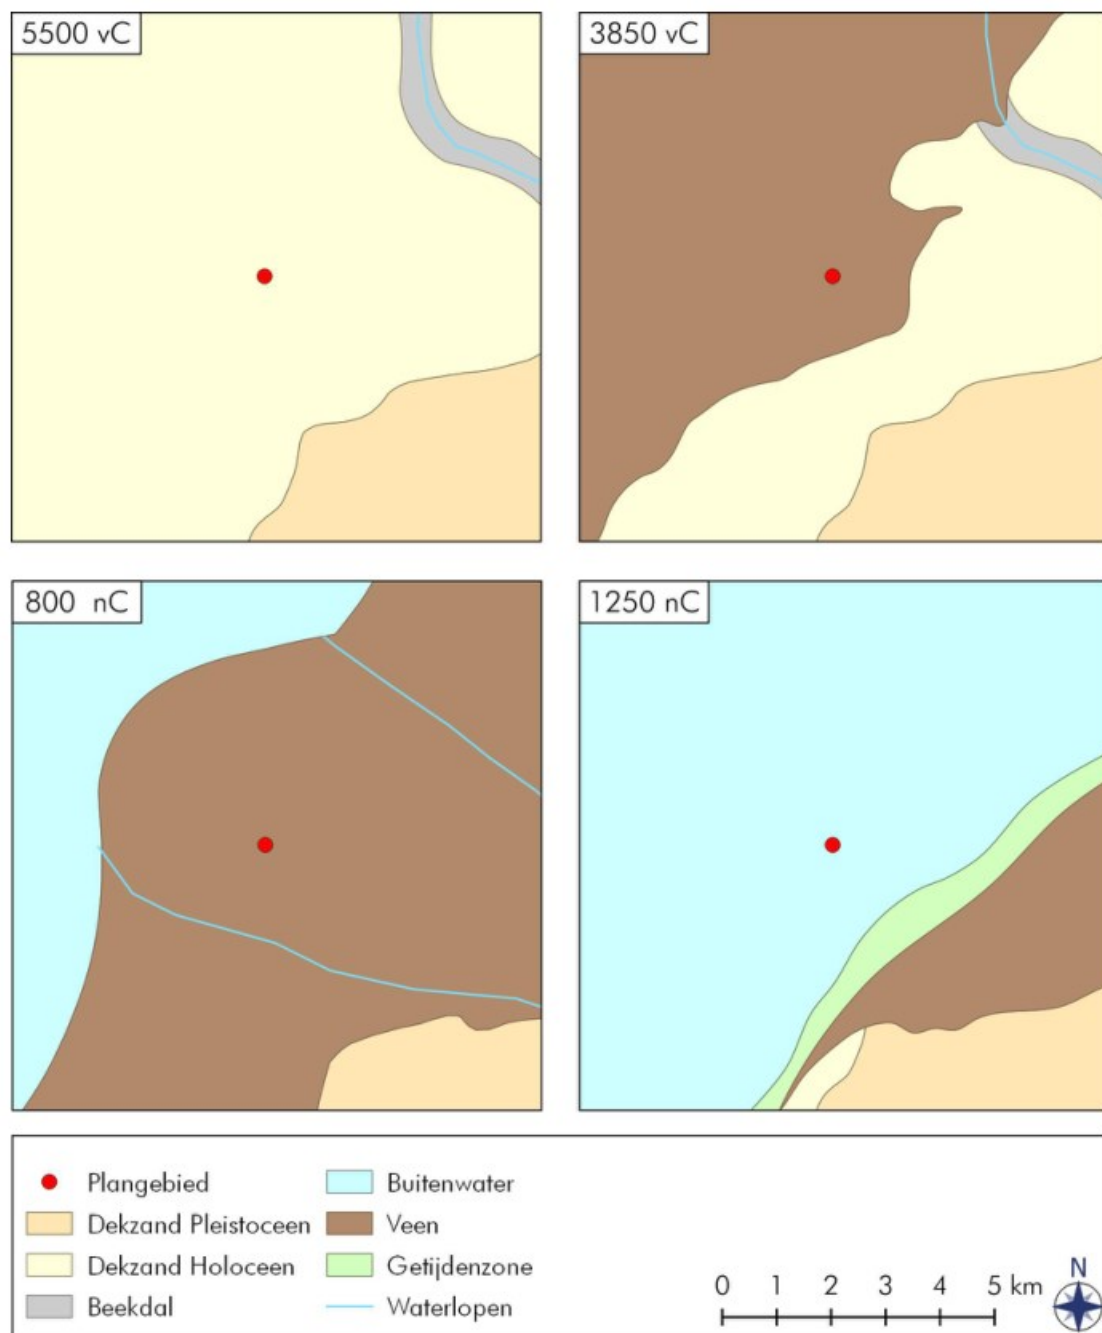 5500 vC
3850 vC
800 nC
1250 nC
Plangebied
Buitenwater
Dekzand Pleistoceen
Veen
Dekzand Holoceen
Getijdenzone
Beekdal
Waterlopen
0 1 2 3 4 5 km
N